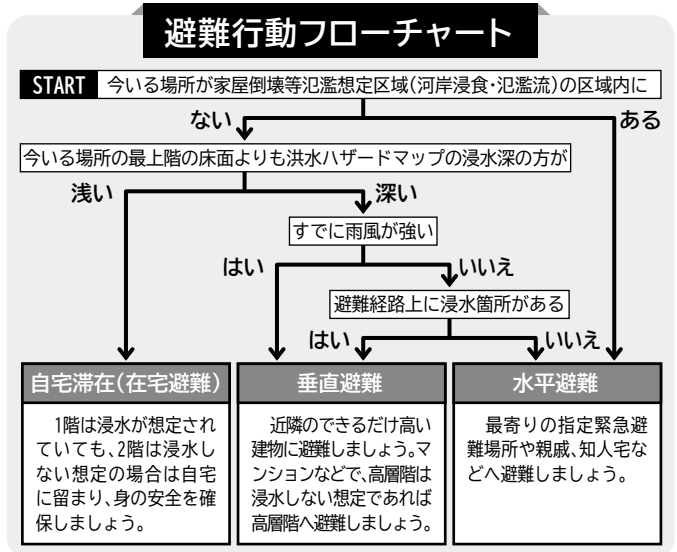 避難行動フローチャート
START 今いる場所が家屋倒壊等氾濫想定区域(河岸浸食・氾濫流)の区域内に
ない
ある
今いる場所の最上階の床面よりも洪水ハザードマップの浸水深の方が
浅い
深い
すでに雨風が強い
はい
いいえ
避難経路上に浸水箇所がある
はい
いいえ
自宅滞在(在宅避難)
1階は浸水が想定され
ていても、2階は浸水し
ない想定の場合は自宅
に留まり、身の安全を確
保しましょう。
垂直避難
近隣のできるだけ高い
建物に避難しましょう。マ
ンションなどで、高層階は
浸水しない想定であれば
高層階へ避難しましょう。
水平避難
最寄りの指定緊急避
難場所や親戚、知人宅な
どへ避難しましょう。